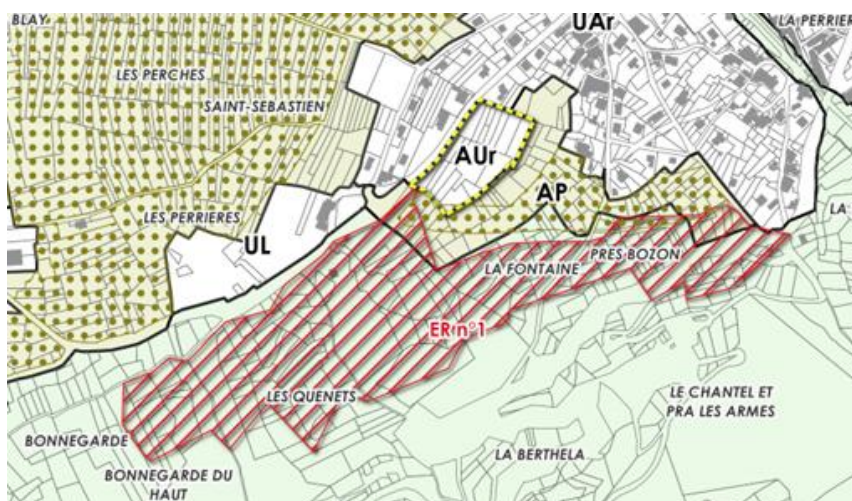 BLAY
UAr
LA PERRIER
LES PERCHES
SAINT-SEBASTIEN
AUr
AP
LES PERRIERES
LA
UL
LA FONTAINE
PRES BOZON
ER n°1
LES QUENETS
LE CHANTEL ET
PRA LES ARMES
BONNEGARDE
LA BERTHELA
BONNEGARDE DU
HAUT